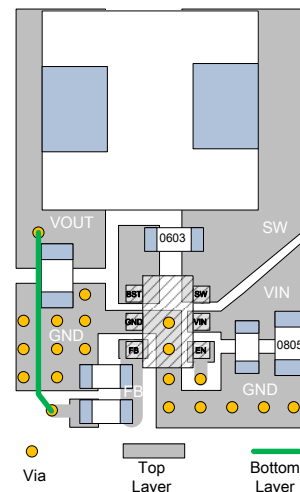 0603
VOUT
SW
BST
SW
VIN
GND
VIN
GND
0805
FB
EN
FB
GND
Via
Top
Layer
Bottom
Layer